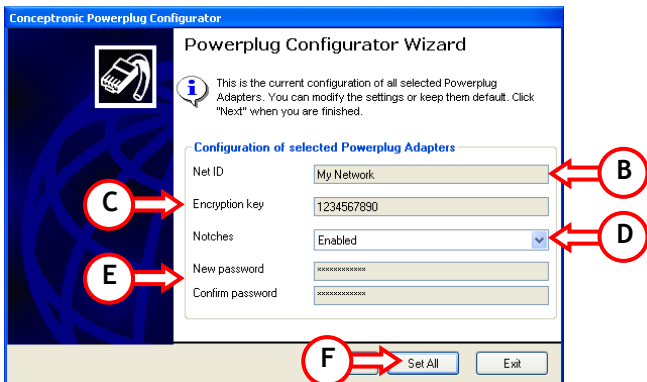 Conceptronic Powerplug Configurator
Powerplug Configurator Wizard
This is the current configuration of all selected Powerplug
Adapters. You can modify the settings or keep them default. Click
"Next" when you are finished.
Configuration of selected Powerplug Adapters
Net ID
My Network
B
C
Encryption key
1234567890
Notches
Enabled
D
E
New password
xxxxxxxxxxxx
Confirm password
xxxxxxxxxxxx
F
Set All
Exit